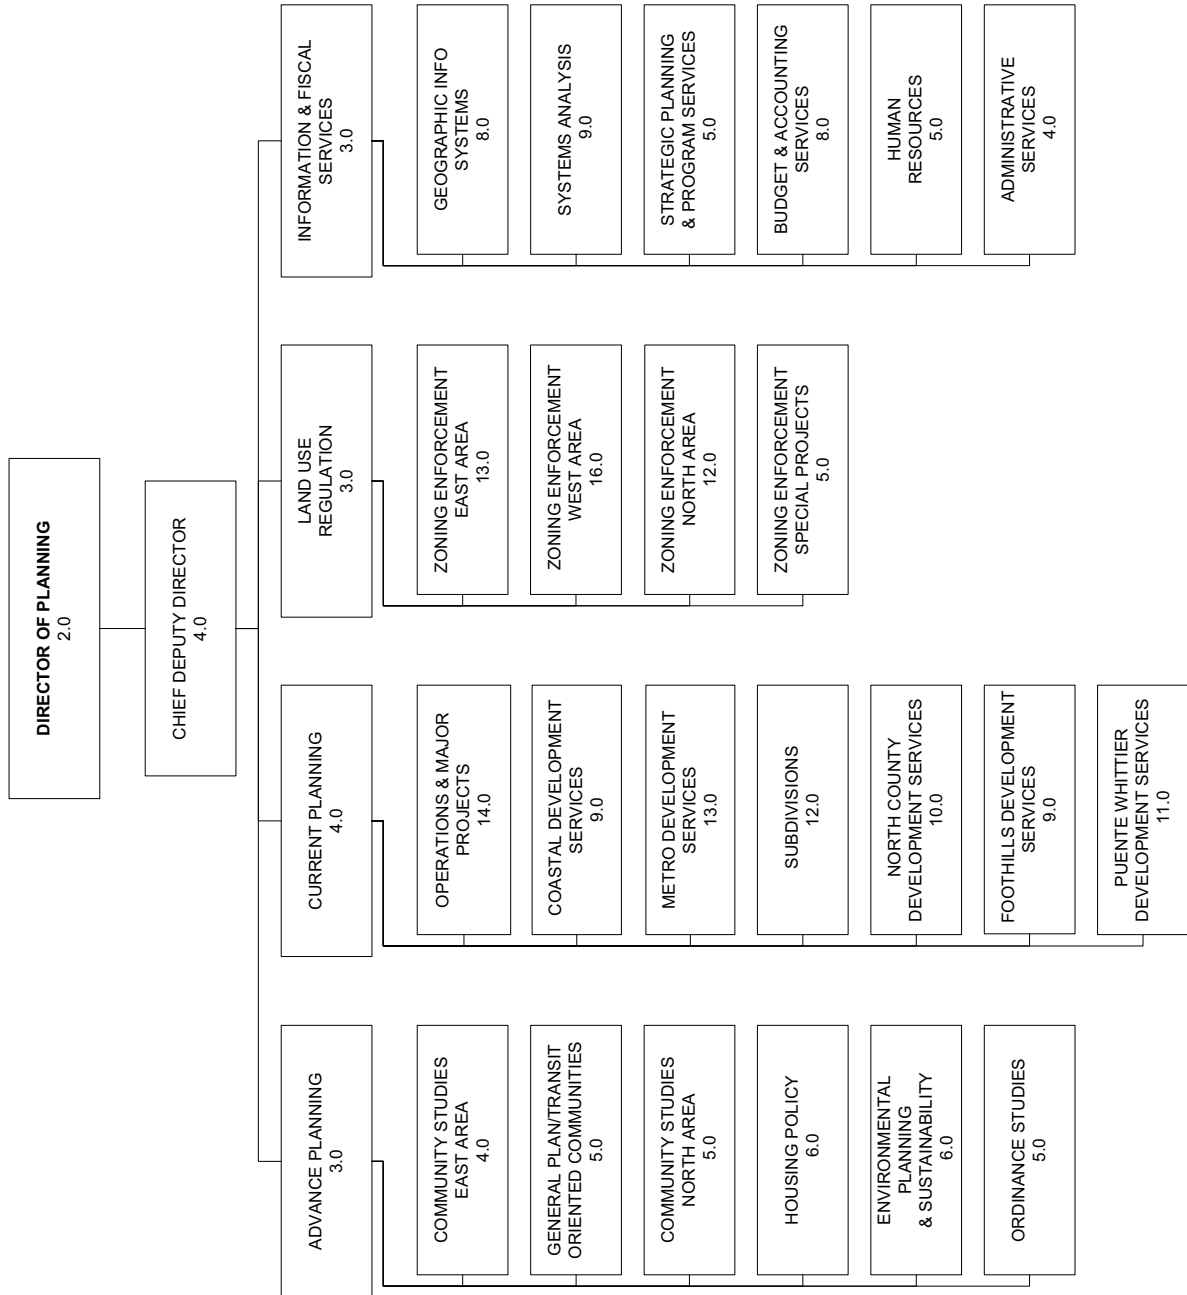 DIRECTOR OF PLANNING
2.0
CHIEF DEPUTY DIRECTOR
4.0
ADVANCE PLANNING
3.0
COMMUNITY STUDIES
EAST AREA
4.0
GENERAL PLAN/TRANSIT
ORIENTED COMMUNITIES
5.0
COMMUNITY STUDIES
NORTH AREA
5.0
HOUSING POLICY
6.0
ENVIRONMENTAL
PLANNING
& SUSTAINABILITY
6.0
ORDINANCE STUDIES
5.0
CURRENT PLANNING
4.0
OPERATIONS & MAJOR
PROJECTS
14.0
COASTAL DEVELOPMENT
SERVICES
9.0
METRO DEVELOPMENT
SERVICES
13.0
SUBDIVISIONS
12.0
NORTH COUNTY
DEVELOPMENT SERVICES
10.0
FOOTHILLS DEVELOPMENT
SERVICES
9.0
PUENTE WHITTIER
DEVELOPMENT SERVICES
11.0
LAND USE
REGULATION
3.0
ZONING ENFORCEMENT
EAST AREA
13.0
ZONING ENFORCEMENT
WEST AREA
16.0
ZONING ENFORCEMENT
NORTH AREA
12.0
ZONING ENFORCEMENT
SPECIAL PROJECTS
5.0
INFORMATION & FISCAL
SERVICES
3.0
GEOGRAPHIC INFO
SYSTEMS
8.0
SYSTEMS ANALYSIS
9.0
STRATEGIC PLANNING
& PROGRAM SERVICES
5.0
BUDGET & ACCOUNTING
SERVICES
8.0
HUMAN
RESOURCES
5.0
ADMINISTRATIVE
SERVICES
4.0